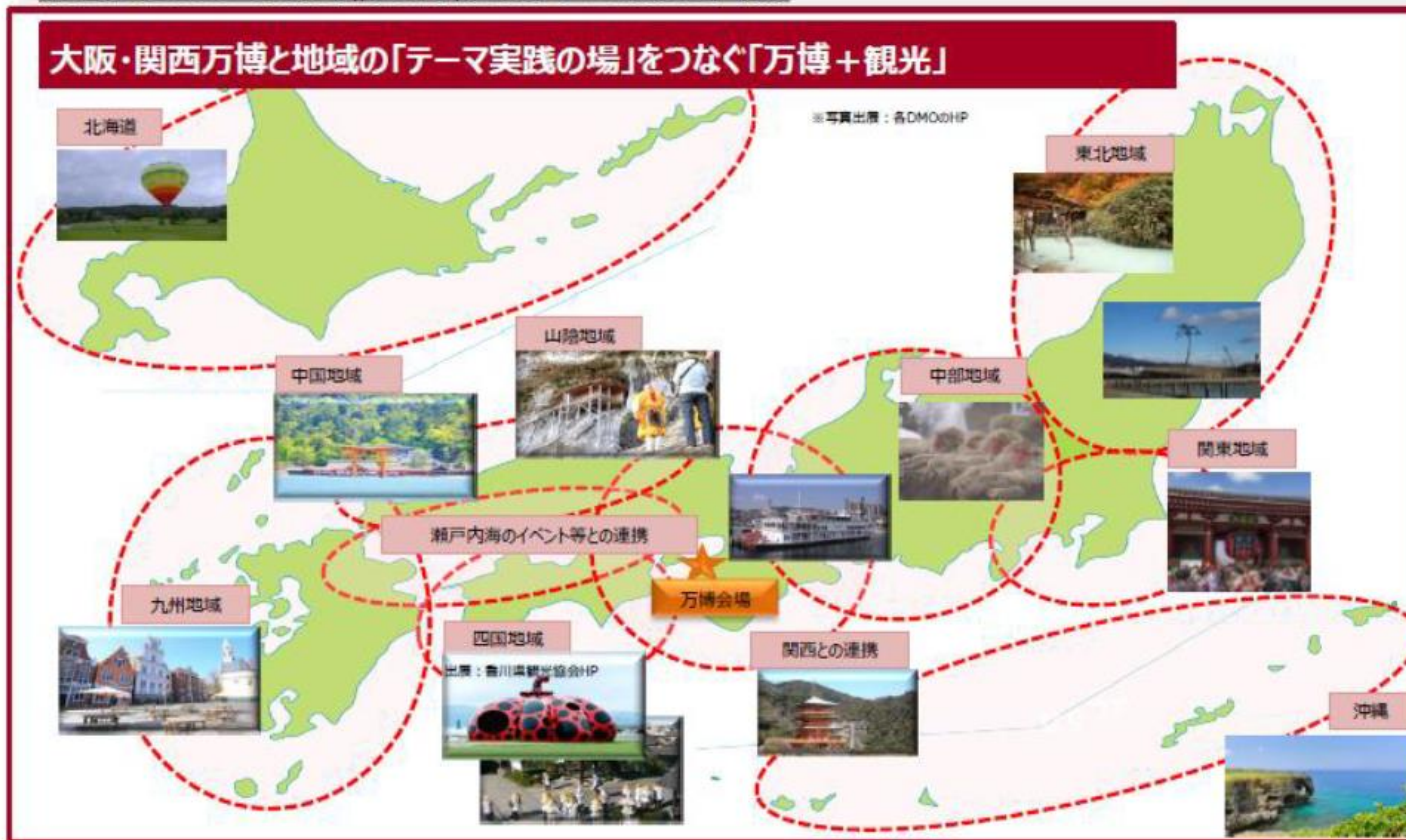 大阪・関西万博と地域の「テーマ実践の場」をつなぐ「万博＋観光」
※写真出展：各DMOのHP
北海道
東北地域
山陰地域
中国地域
中部地域
関東地域
瀬戸内海のイベント等との連携
万博会場
九州地域
四国地域
出展：香川県観光協会HP
関西との連携
沖縄